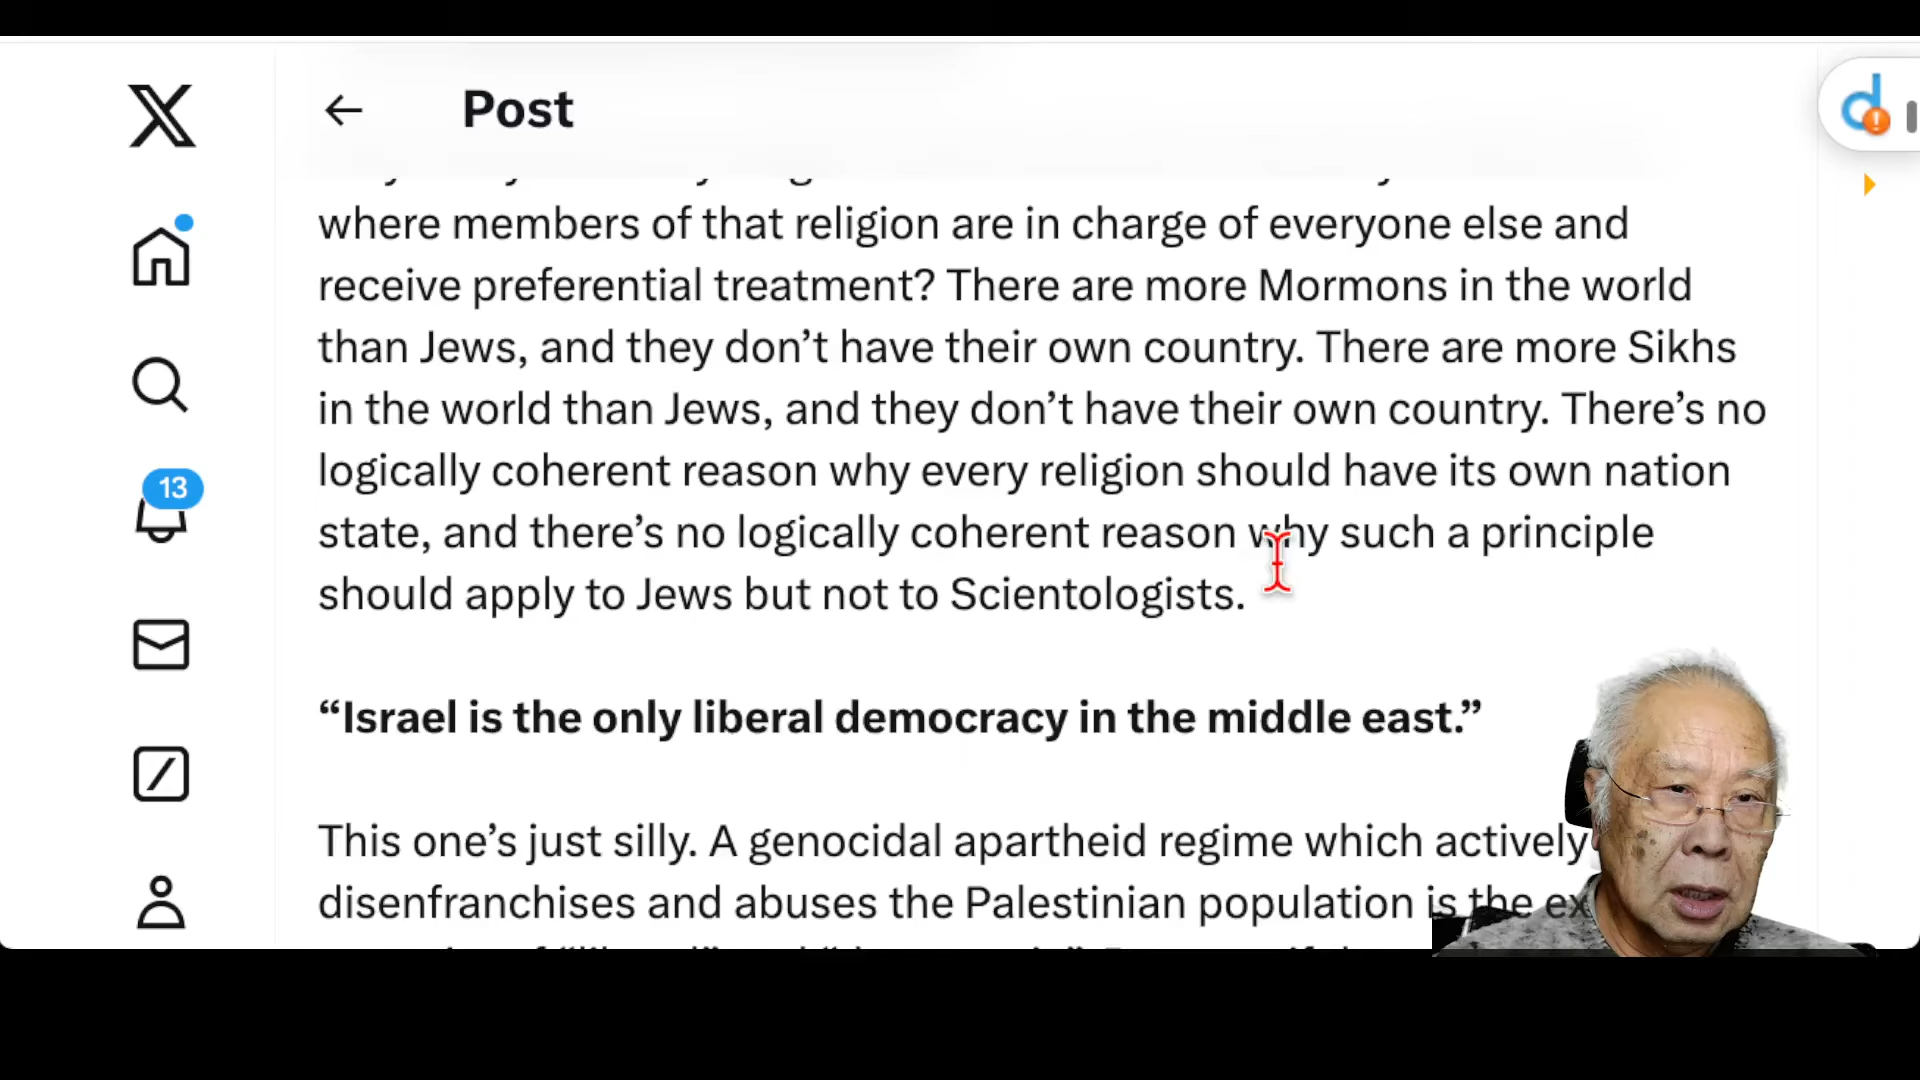 Post
where members of that religion are in charge of everyone else and
receive preferential treatment? There are more Mormons in the world
than Jews, and they don’t have their own country. There are more Sikhs
in the world than Jews, and they don’t have their own country. There’s no
logically coherent reason why every religion should have its own nation
13
state, and there’s no logically coherent reason why such a principle
should apply to Jews but not to Scientologists.
“Israel is the only liberal democracy in the middle east.”
This one’s just silly. A genocidal apartheid regime which actively
disenfranchises and abuses the Palestinian population is the